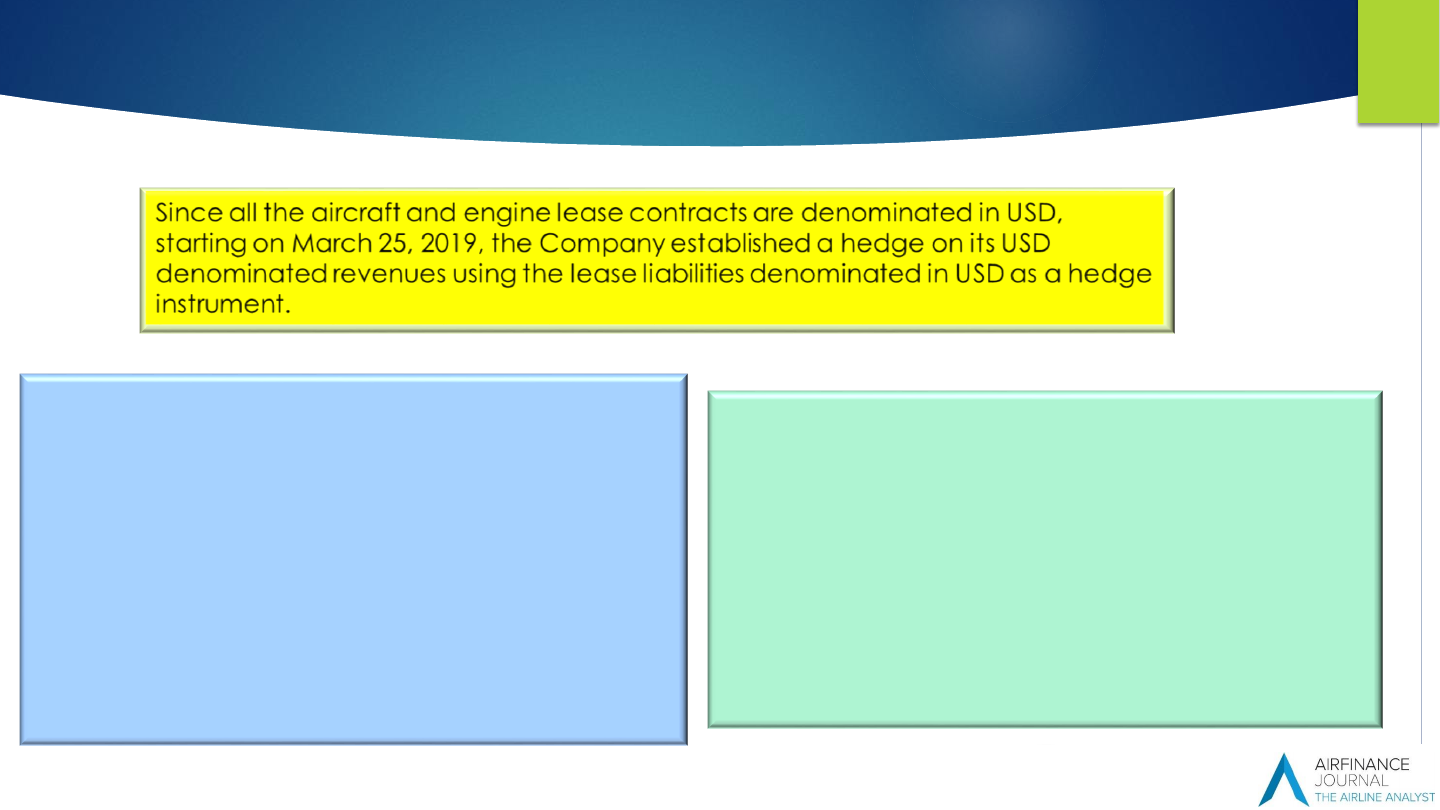 Since all the aircraft and engine lease contracts are denominated in USD,
starting on March 25, 2019, the Company established a hedge on its USD
denominated revenues using the lease liabilities denominated in USD as a hedge
instrument.
AIRFINANCE
JOURNAL
THE AIRLINE ANALYST